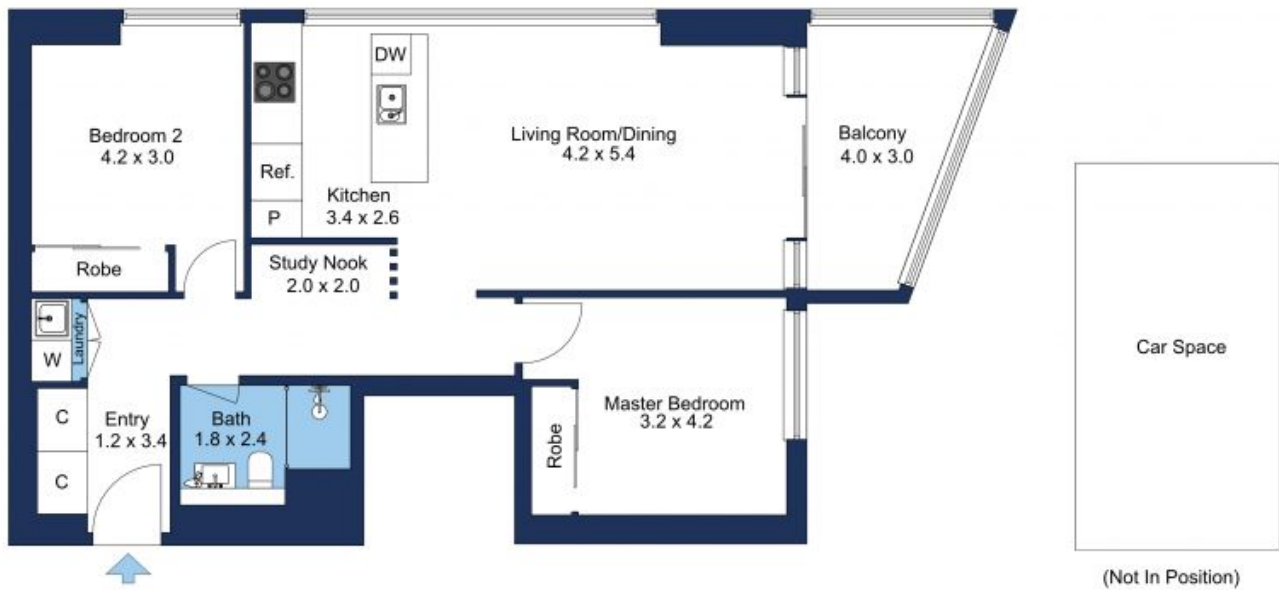 DW
Bedroom 2
4.2 x 3.0
Living Room/Dining
4.2 x 5.4
Balcony
4.0 x 3.0
Ref.
Kitchen
3.4 x 2.6
P
Robe
Study Nook
2.0 x 2.0
Laundry
W
Car Space
C
Entry
1.2 x 3.4
Bath
1.8 x 2.4
Master Bedroom
3.2 x 4.2
Robe
C
(Not In Position)